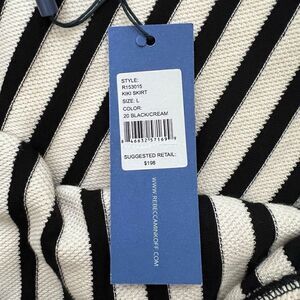 STYLE:
R153015
KIKI SKIRT
SIZE: L
COLOR:
20 BLACK/CREAM
SUGGESTED RETAIL:
$198
WWW.REBECCAMINKOFF.COM